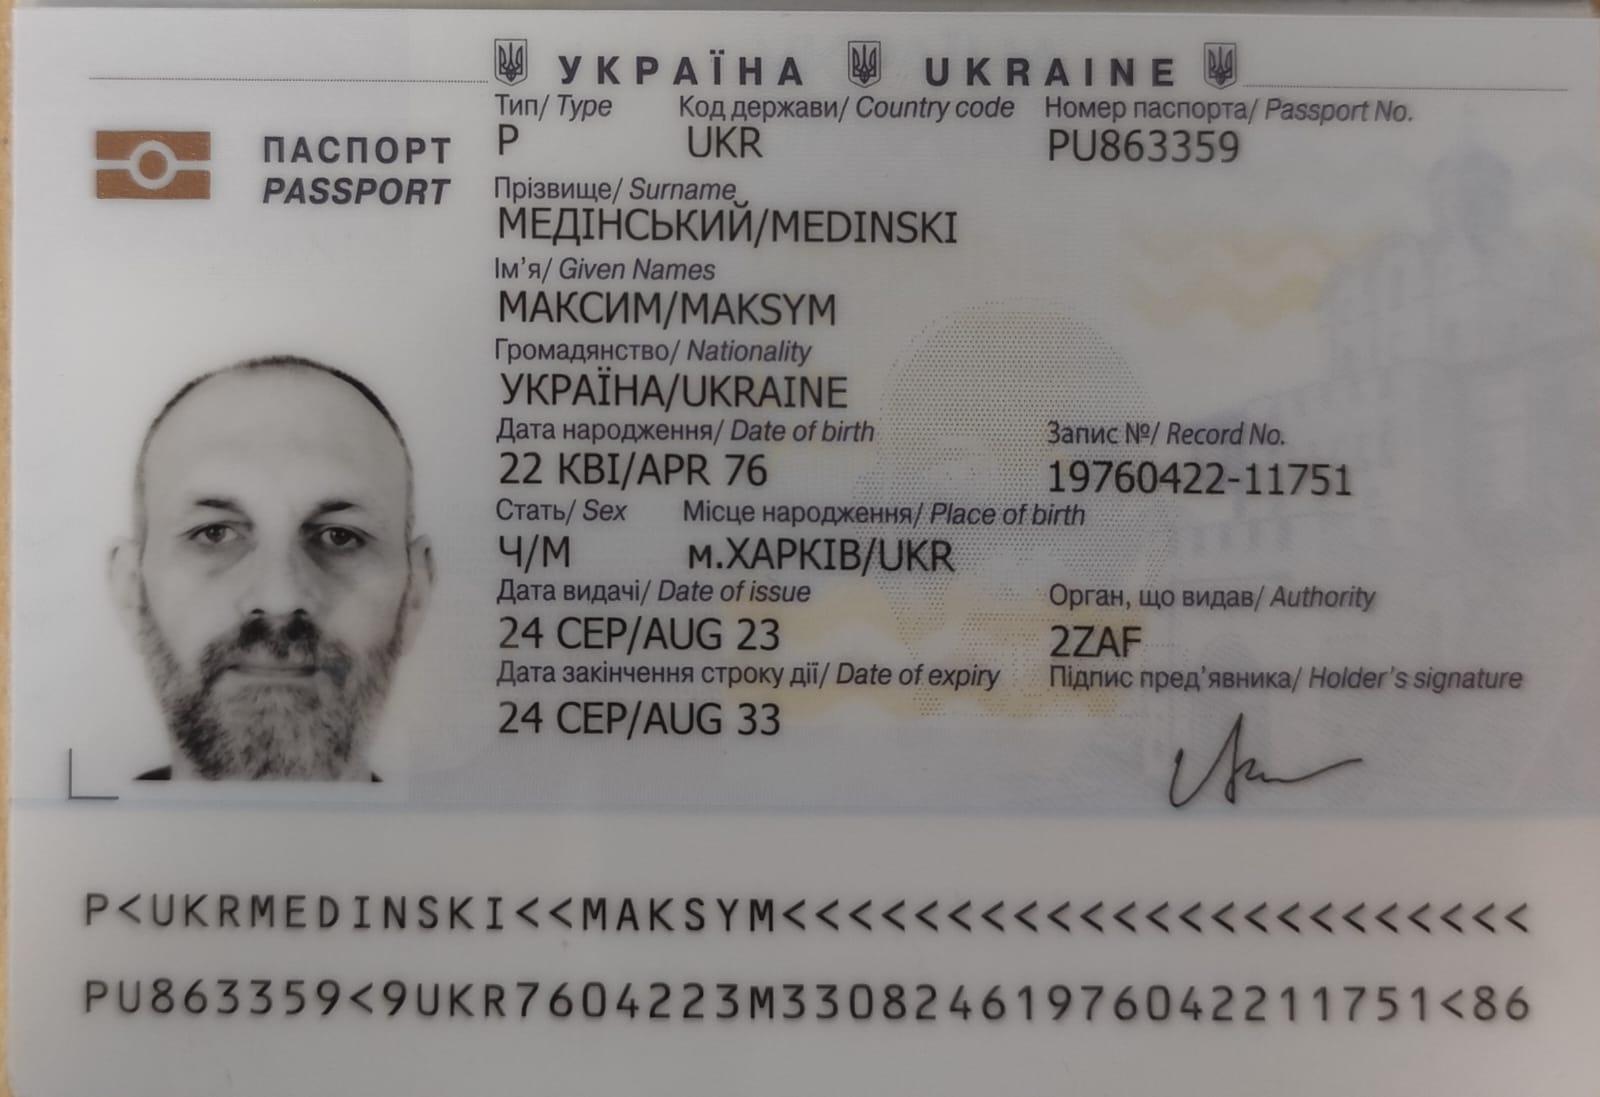 УКРАЇНА UKRAINE
Тип/ Type Код держави/ Country code Номер паспорта/ Passport No.
P UKR PU863359
ПАСПОРТ
PASSPORT
Прізвище/ Surname
МЕДІНСЬКИЙ/MEDINSKI
Ім'я/ Given Names
МАКСИМ/MAKSYM
Громадянство/ Nationality
УКРАЇНА/UKRAINE
Дата народження/ Date of birth Запис №/ Record No.
22 КВІ/APR 76 19760422-11751
Стать/ Sex Місце народження/ Place of birth
Ч/M м.ХАРКІВ/UKR
Дата видачі/ Date of issue Орган, що видав/ Authority
24 СЕР/AUG 23 2ZAF
Дата закінчення строку дії/ Date of expiry Підпис пред'явника/ Holder's signature
24 СЕР/AUG 33
P<UKRMEDINSKI<<MAKSYM<<<<<<<<<<<<<<<<<<<<<<<
PU863359<9UKR7604223M33082461976042211751<86